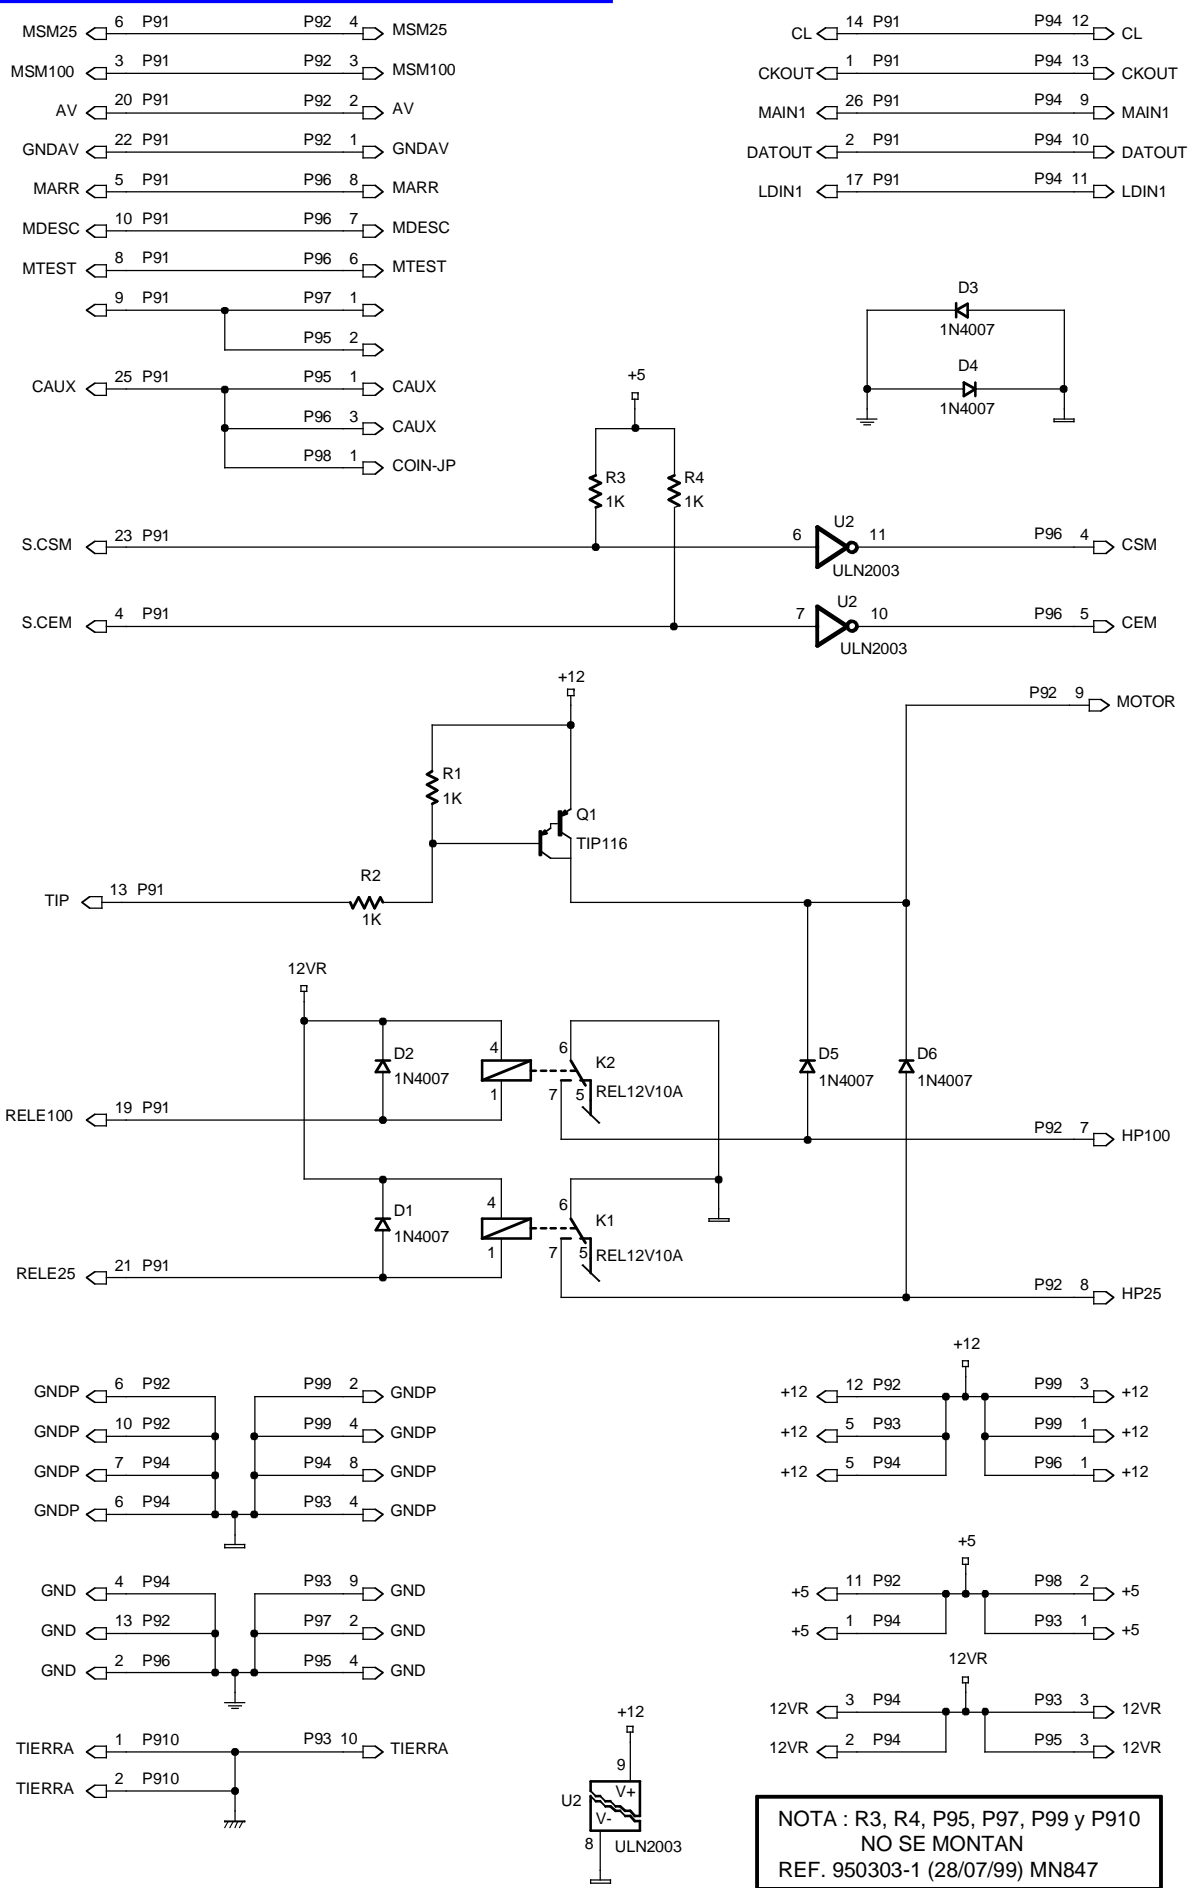 MSM25 6 P91 P92 4 MSM25
MSM100 3 P91 P92 3 MSM100
AV 20 P91 P92 2 AV
GNDAV 22 P91 P92 1 GNDAV
MARR 5 P91 P96 8 MARR
MDESC 10 P91 P96 7 MDESC
MTEST 8 P91 P96 6 MTEST
9 P91 P97 1
P95 2
CAUX 25 P91 P95 1 CAUX
P96 3 CAUX
P98 1 COIN-JP
CL 14 P91 P94 12 CL
CKOUT 1 P91 P94 13 CKOUT
MAIN1 26 P91 P94 9 MAIN1
DATOUT 2 P91 P94 10 DATOUT
LDIN1 17 P91 P94 11 LDIN1
D3
1N4007
D4
1N4007
+5
R3
1K
R4
1K
S.CSM 23 P91 6 U2 11 P96 4 CSM
ULN2003
S.CEM 4 P91 7 U2 10 P96 5 CEM
ULN2003
+12
P92 9 MOTOR
R1
1K
Q1
TIP116
TIP 13 P91
R2
1K
12VR
D2
1N4007
4
1
6
7
5
K2
REL12V10A
D5
1N4007
D6
1N4007
RELE100 19 P91 P92 7 HP100
D1
1N4007
4
1
6
7
5
K1
REL12V10A
RELE25 21 P91 P92 8 HP25
GNDP 6 P92 P99 2 GNDP
GNDP 10 P92 P99 4 GNDP
GNDP 7 P94 P94 8 GNDP
GNDP 6 P94 P93 4 GNDP
+12
+12 12 P92 P99 3 +12
+12 5 P93 P99 1 +12
+12 5 P94 P96 1 +12
GND 4 P94 P93 9 GND
GND 13 P92 P97 2 GND
GND 2 P96 P95 4 GND
+5
+5 11 P92 P98 2 +5
+5 1 P94 P93 1 +5
12VR
12VR 3 P94 P93 3 12VR
12VR 2 P94 P95 3 12VR
TIERRA 1 P910 P93 10 TIERRA
TIERRA 2 P910
+12
9
U2
V+
V-
8
ULN2003
NOTA : R3, R4, P95, P97, P99 y P910
NO SE MONTAN
REF. 950303-1 (28/07/99) MN847